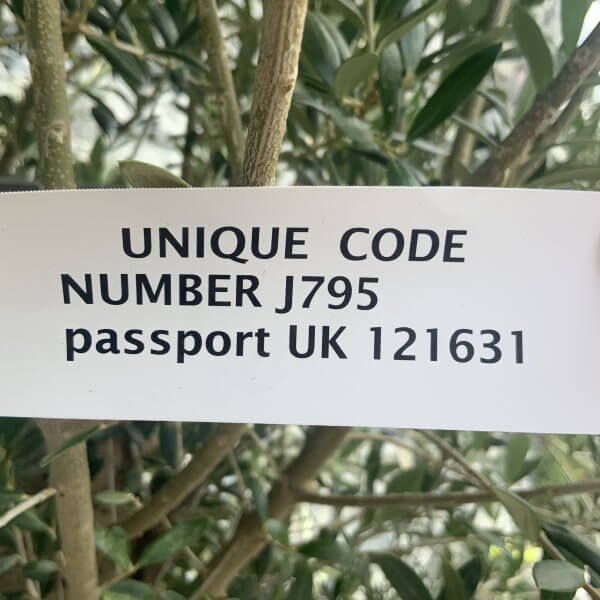 UNIQUE CODE
NUMBER J795
passport UK 121631